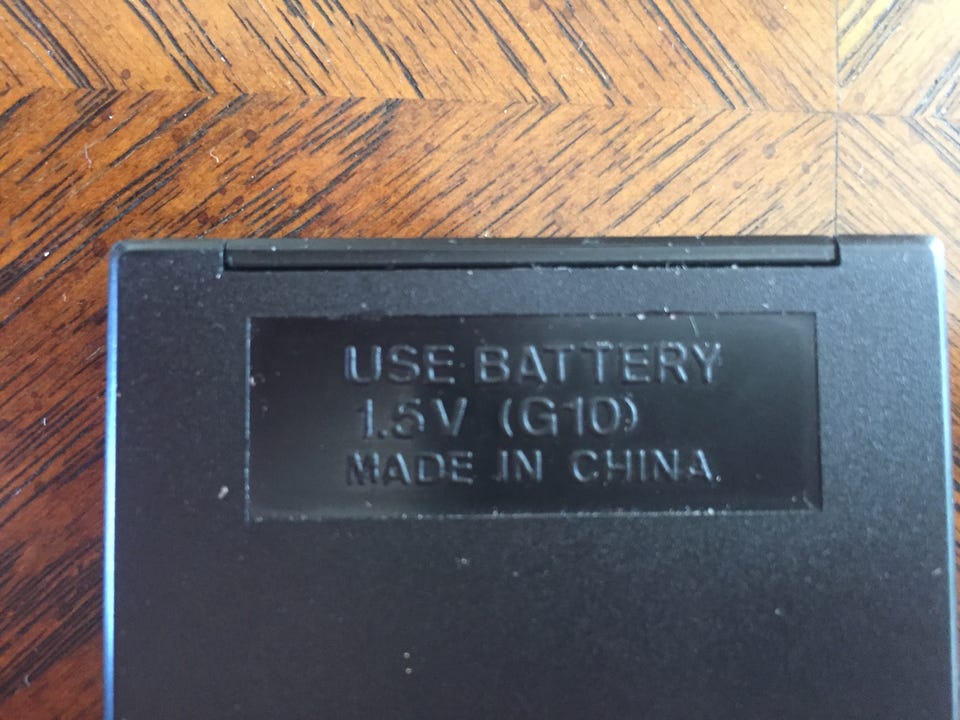 USE BATTERY
1.5V (G10)
MADE IN CHINA.